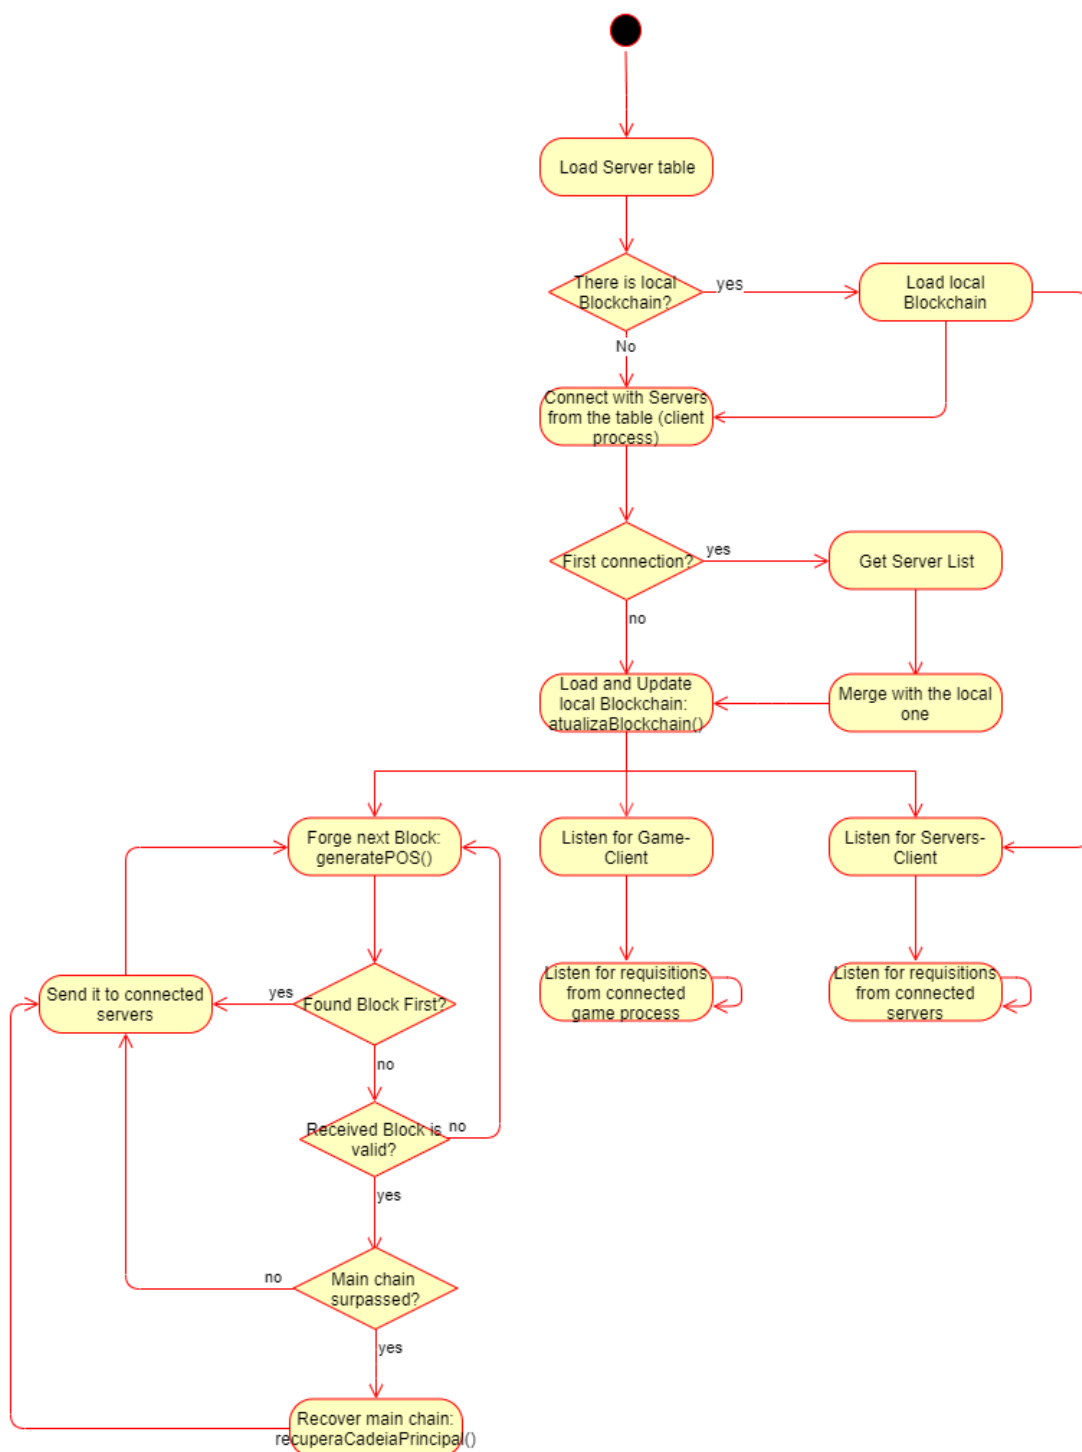 Load Server table
There is local
Blockchain?
yes
Load local
Blockchain
No
Connect with Servers
from the table (client
process)
First connection?
yes
Get Server List
no
Load and Update
local Blockchain:
atualizaBlockchain()
Merge with the local
one
Forge next Block:
generatePOS()
Listen for Game-
Client
Listen for Servers-
Client
Send it to connected
servers
yes
Found Block First?
Listen for requisitions
from connected
game process
Listen for requisitions
from connected
servers
no
Received Block is
valid?
no
yes
no
Main chain
surpassed?
yes
Recover main chain:
recuperaCadeiaPrincipal()